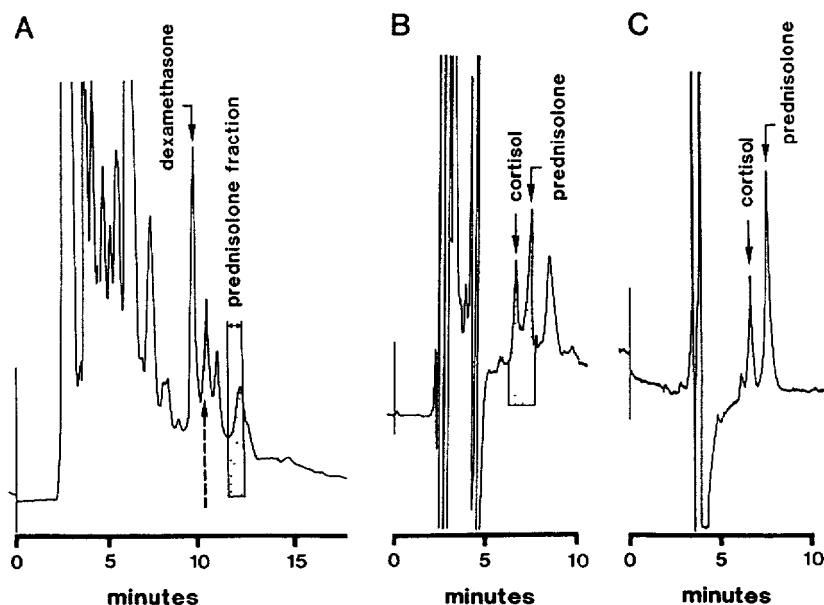 A
dexamethasone
prednisolone fraction
0 5 10 15
minutes
B
cortisol
prednisolone
0 5 10
minutes
C
cortisol
prednisolone
0 5 10
minutes